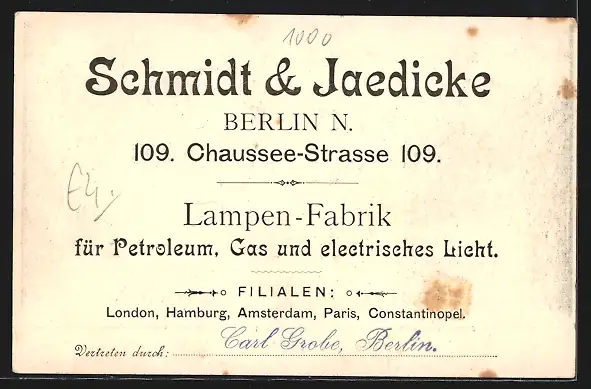 1000
Schmidt & Jaedicke
BERLIN N.
109. Chaussee-Strasse 109.
Lampen-Fabrik
für Petroleum, Gas und electrisches Licht.
FILIALEN:
London, Hamburg, Amsterdam, Paris, Constantinopel.
Vertreten durch: Carl Grobe, Berlin.